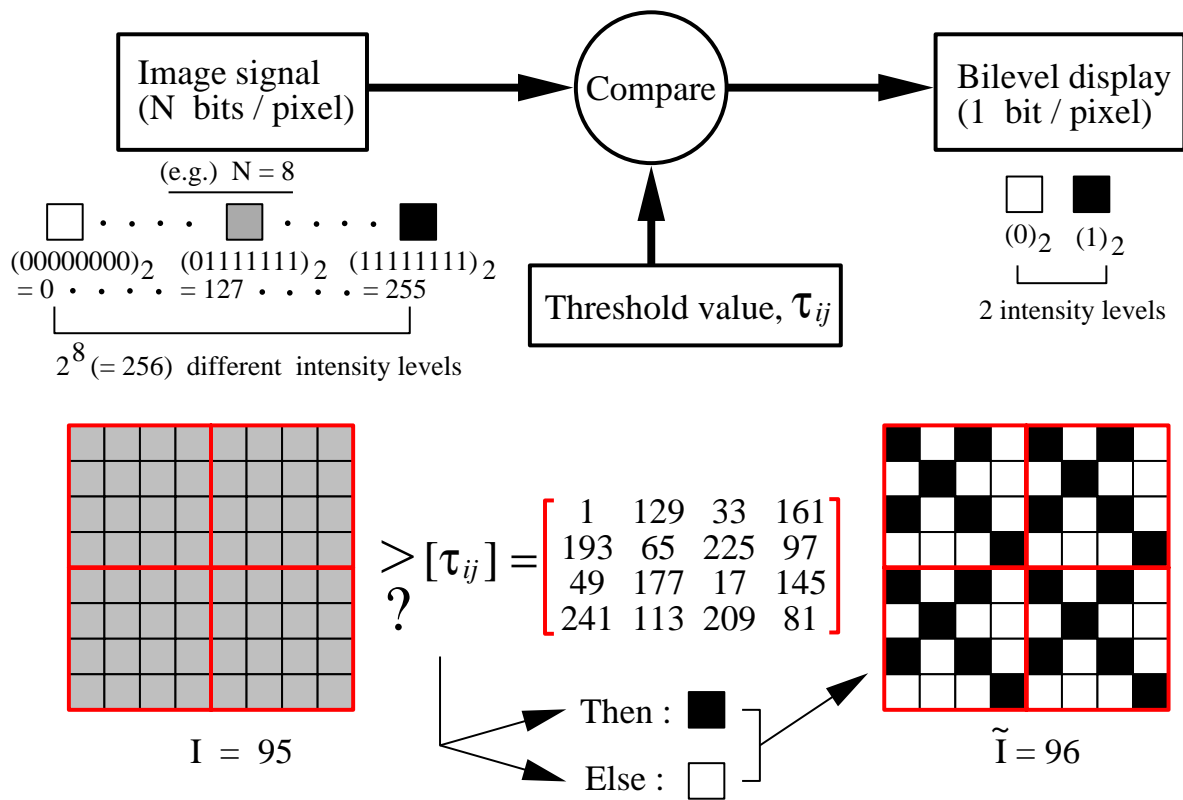 Image signal
(N bits / pixel)
Compare
Bilevel display
(1 bit / pixel)
(e.g.) N = 8
(00000000)2 (01111111)2 (11111111)2
= 0 · · · · = 127 · · · · = 255
2^8 (= 256) different intensity levels
Threshold value, τij
(0)2 (1)2
2 intensity levels
> [τij] =
?
1 129 33 161
193 65 225 97
49 177 17 145
241 113 209 81
Then :
Else :
I = 95
Ĩ = 96